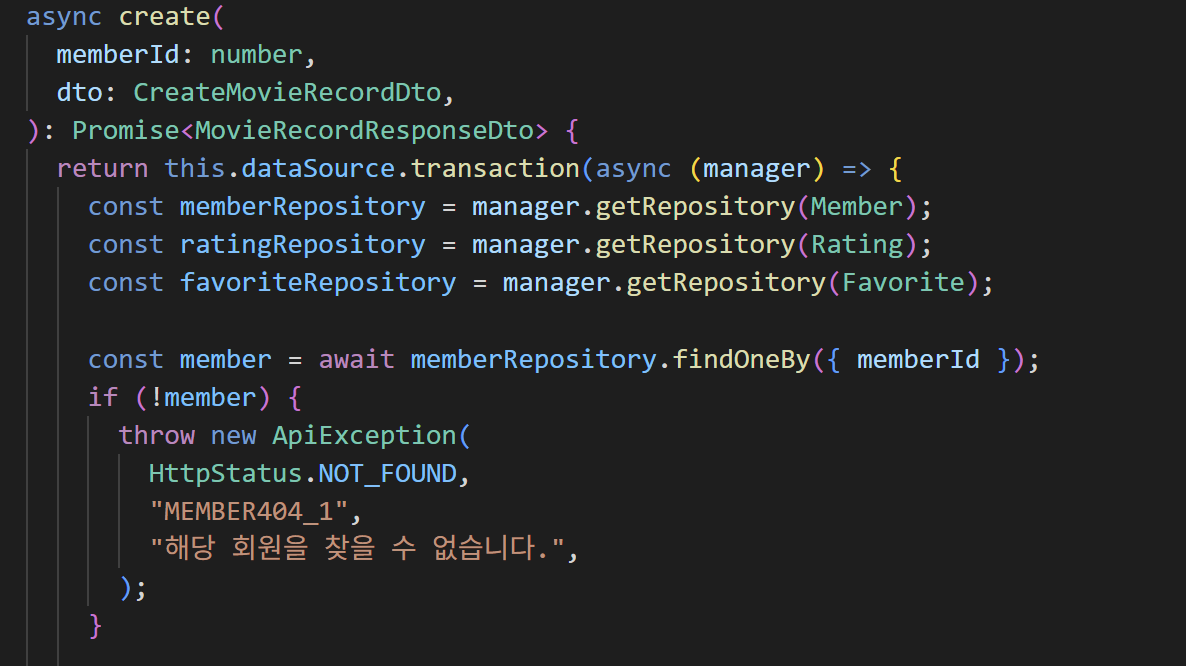 async create(
  memberId: number,
  dto: CreateMovieRecordDto,
): Promise<MovieRecordResponseDto> {
  return this.dataSource.transaction(async (manager) => {
    const memberRepository = manager.getRepository(Member);
    const ratingRepository = manager.getRepository(Rating);
    const favoriteRepository = manager.getRepository(Favorite);

    const member = await memberRepository.findOneBy({ memberId });
    if (!member) {
      throw new ApiException(
        HttpStatus.NOT_FOUND,
        "MEMBER404_1",
        "해당 회원을 찾을 수 없습니다.",
      );
    }